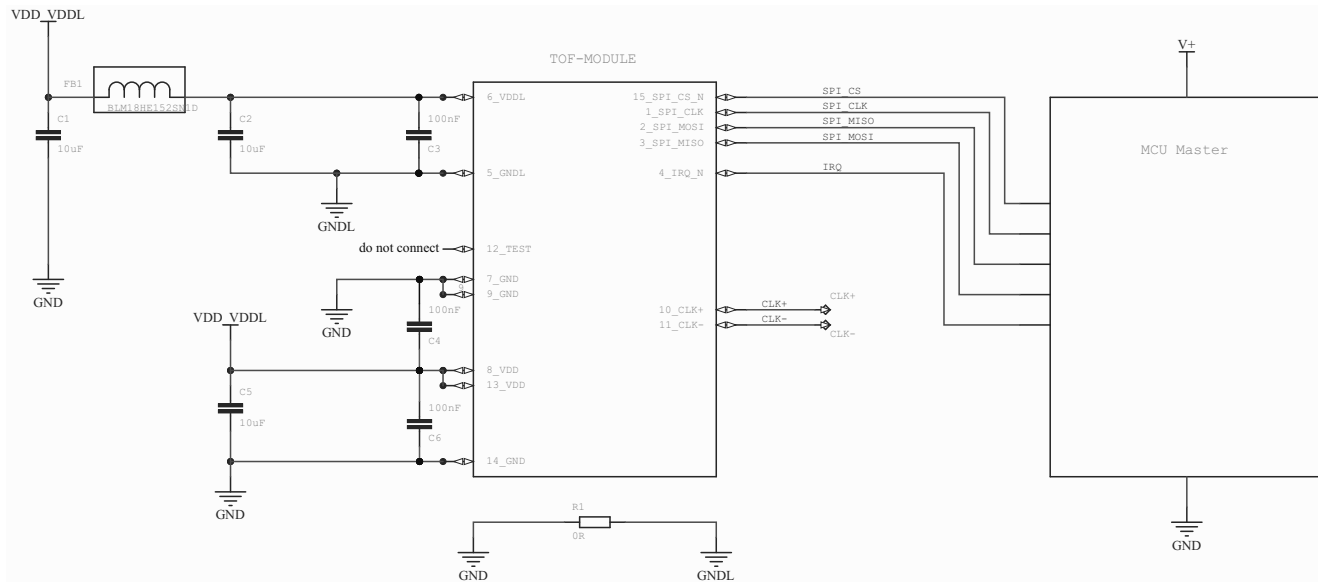 VDD_VDDL
FB1
BLM18HE152SN1D
C1
10uF
C2
10uF
100nF
C3
GNDL
GND
do not connect
GND
100nF
C4
VDD_VDDL
C5
10uF
100nF
C6
GND
TOF-MODULE
6_VDDL
5_GNDL
12_TEST
7_GND
9
9_GND
8_VDD
13_VDD
14_GND
15_SPI_CS_N
1_SPI_CLK
2_SPI_MOSI
3_SPI_MISO
4_IRQ_N
10_CLK+
11_CLK-
SPI_CS
SPI_CLK
SPI_MISO
SPI_MOSI
IRQ
CLK+
CLK-
CLK+
CLK-
V+
MCU Master
GND
R1
0R
GND
GNDL